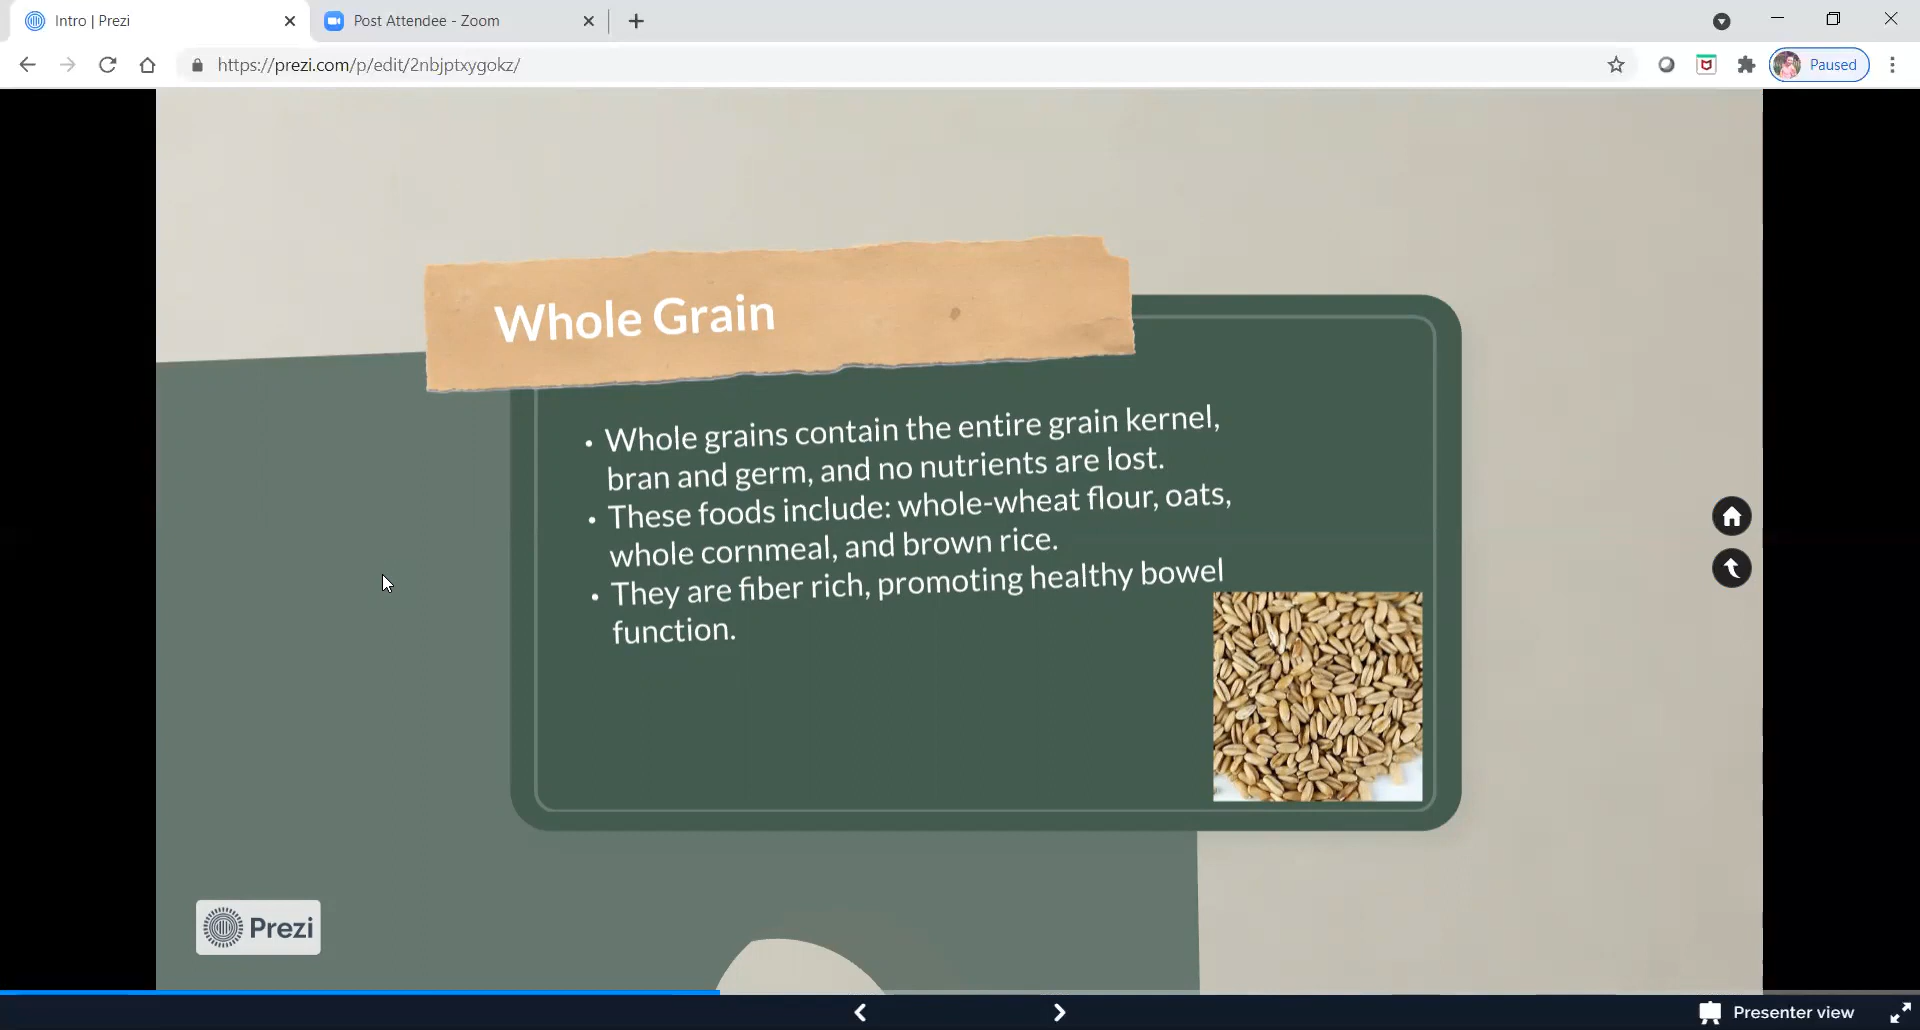 Intro | Prezi
Post Attendee - Zoom
https://prezi.com/p/edit/2nbjptxygokz/
Paused
Whole Grain
• Whole grains contain the entire grain kernel,
bran and germ, and no nutrients are lost.
• These foods include: whole-wheat flour, oats,
whole cornmeal, and brown rice.
• They are fiber rich, promoting healthy bowel
function.
Prezi
Presenter view